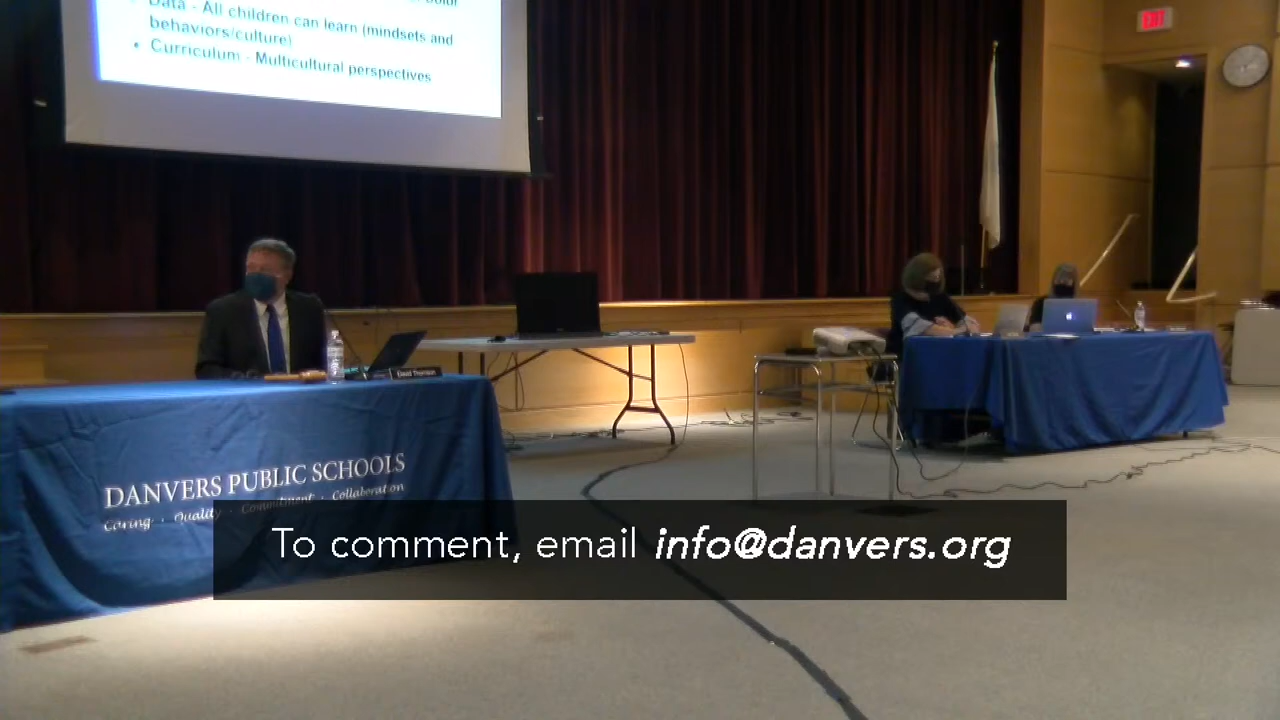 Data - All children can learn (mindsets and
behaviors/culture)
• Curriculum - Multicultural perspectives
EXIT
DANVERS PUBLIC SCHOOLS
Caring · Quality · Commitment · Collaboration
To comment, email info@danvers.org